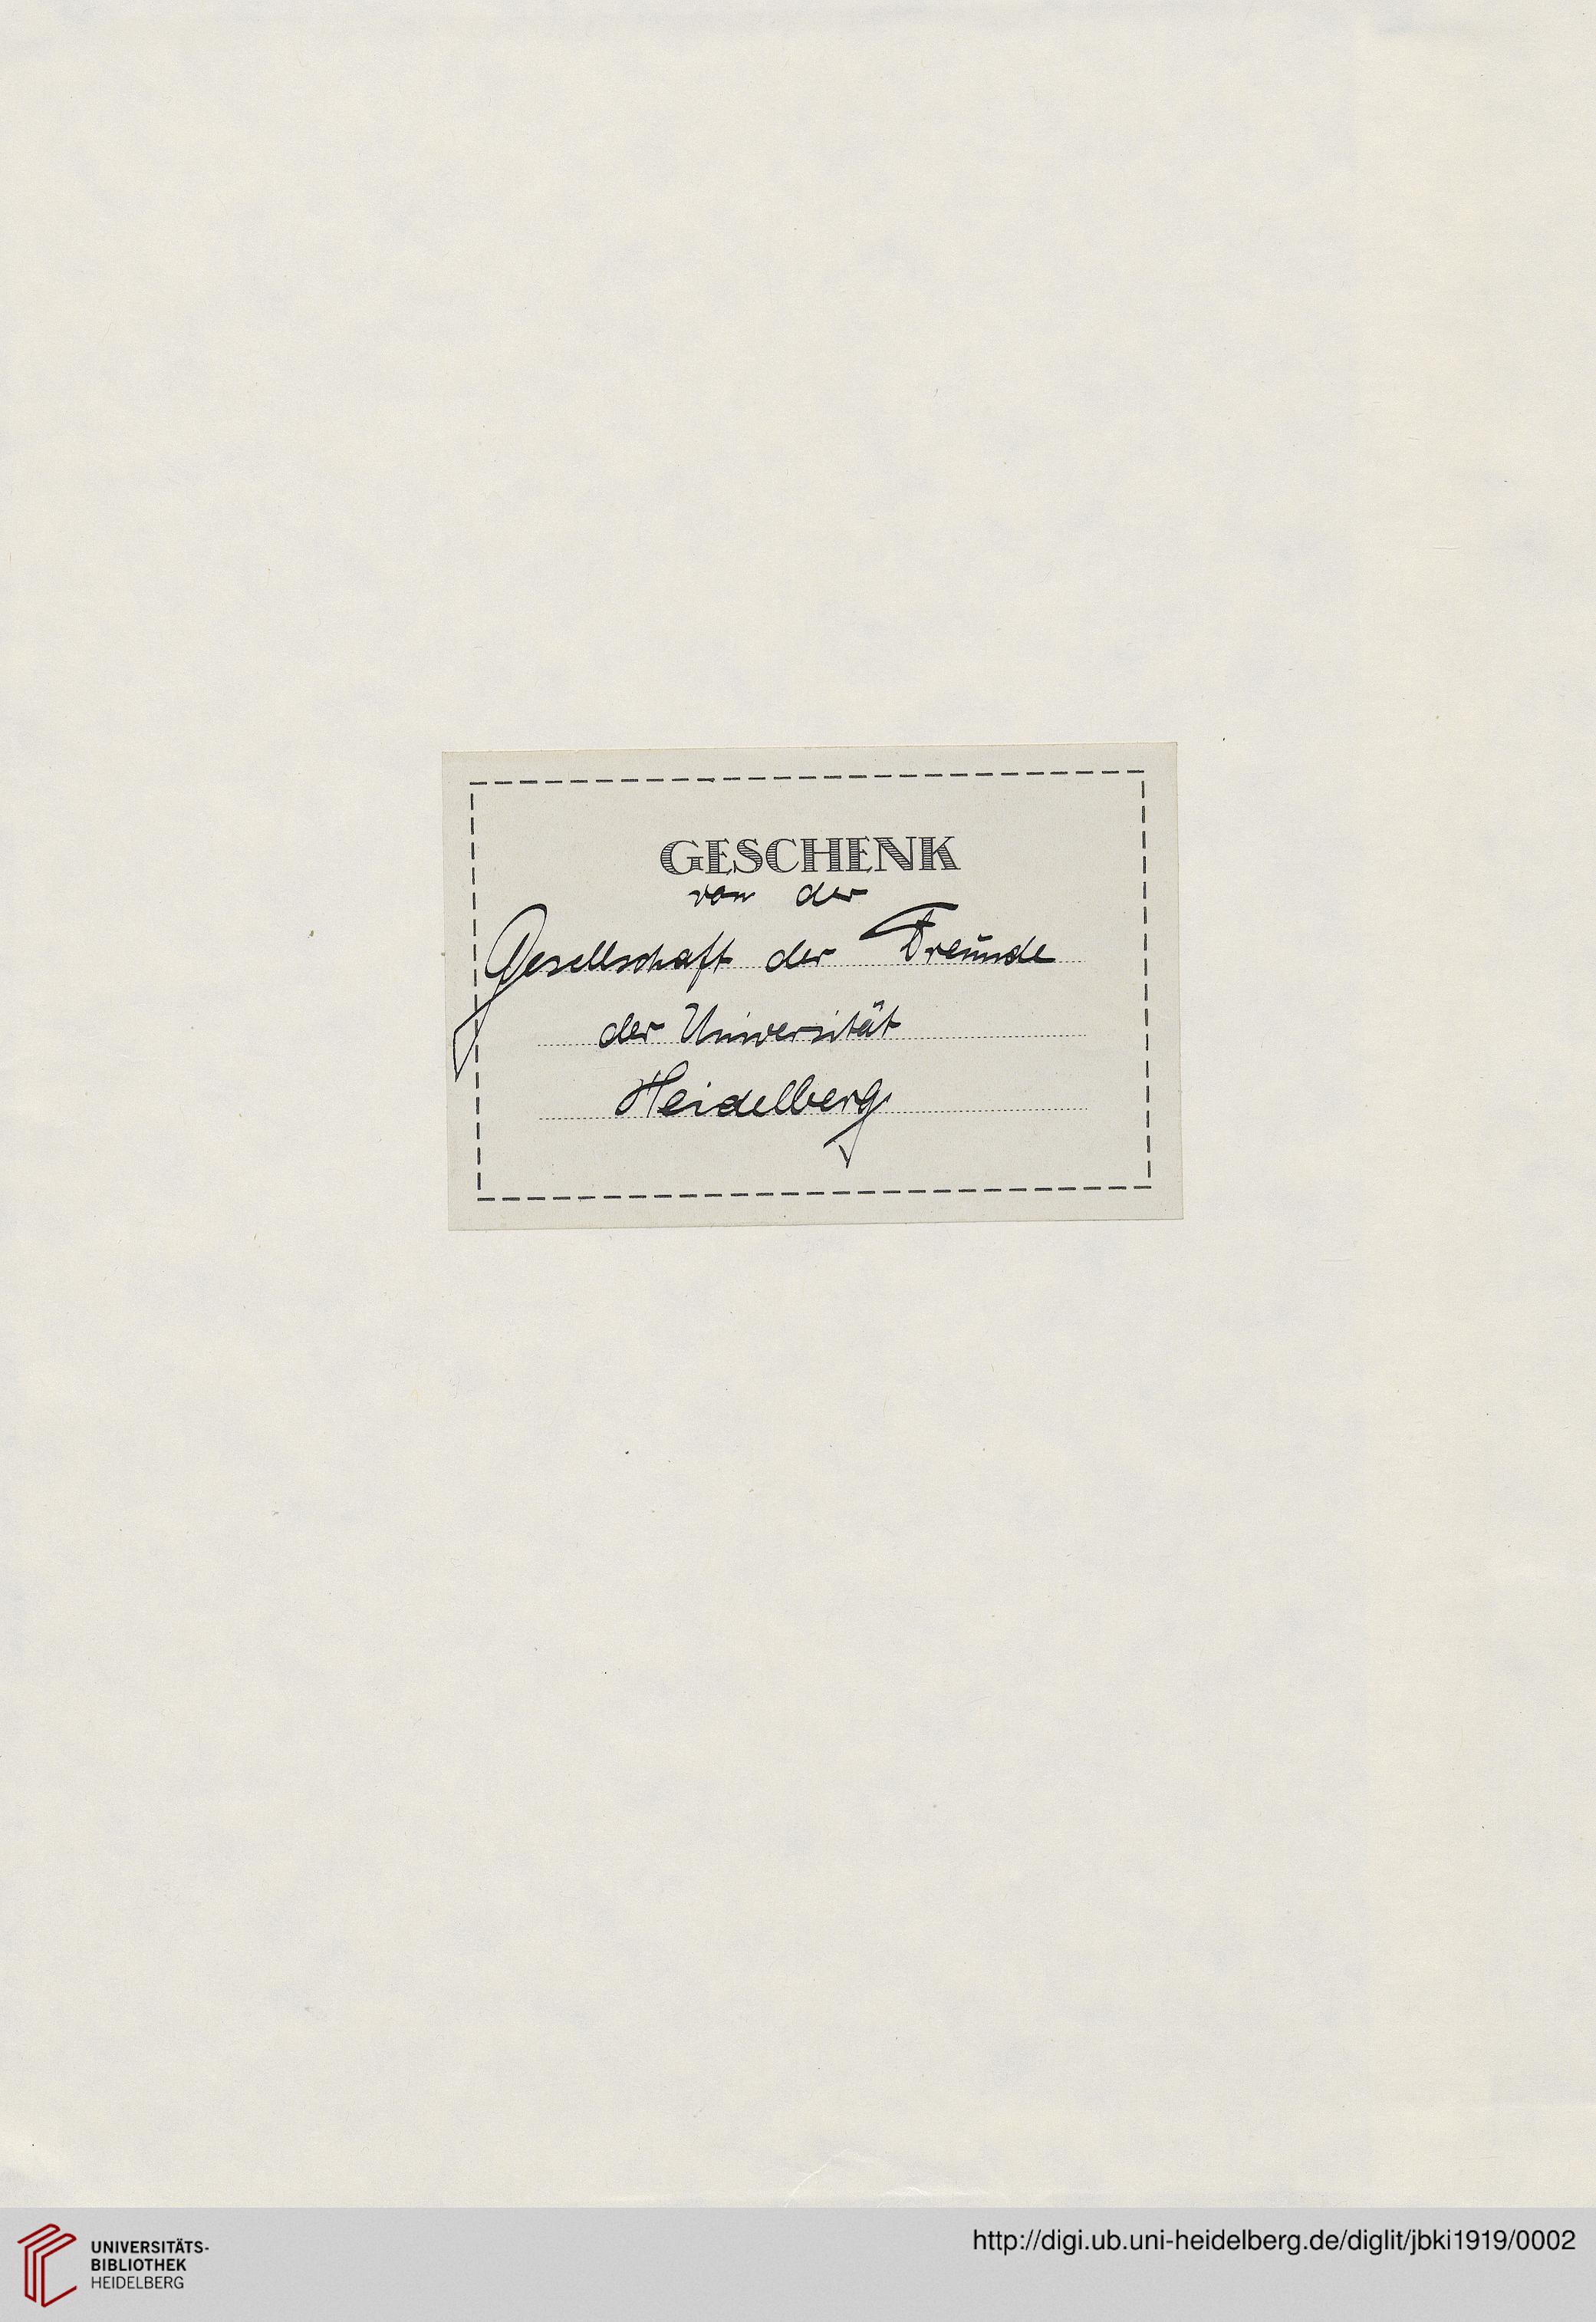 GESCHENK
von der
Gesellschaft der Freunde
der Universität
Heidelberg
UNIVERSITÄTS-
BIBLIOTHEK
HEIDELBERG
http://digi.ub.uni-heidelberg.de/diglit/jbki1919/0002